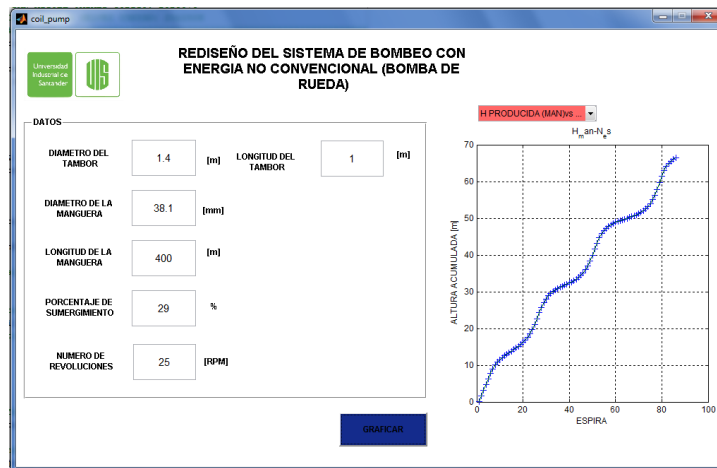 coil_pump
Universidad
Industrial de
Santander
UIS
REDISEÑO DEL SISTEMA DE BOMBEO CON
ENERGIA NO CONVENCIONAL (BOMBA DE
RUEDA)
DATOS
DIAMETRO DEL
TAMBOR
1.4
[m]
LONGITUD DEL
TAMBOR
1
[m]
DIAMETRO DE LA
MANGUERA
38.1
[mm]
LONGITUD DE LA
MANGUERA
400
[m]
PORCENTAJE DE
SUMERGIMIENTO
29
%
NUMERO DE
REVOLUCIONES
25
[RPM]
GRAFICAR
H PRODUCIDA (MAN)vs ...
H_man-N_es
70
60
50
40
30
20
10
0
ALTURA ACUMULADA [m]
0 20 40 60 80 100
ESPIRA